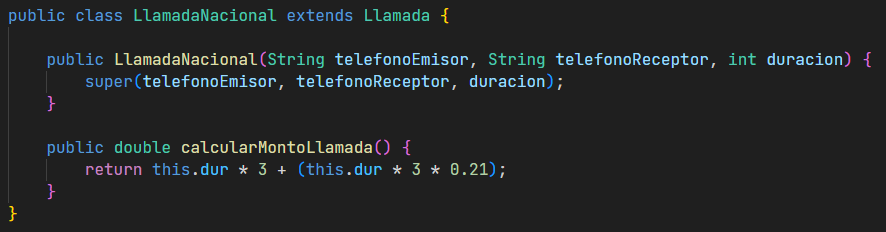 public class LlamadaNacional extends Llamada {
public LlamadaNacional(String telefonoEmisor, String telefonoReceptor, int duracion) {
super(telefonoEmisor, telefonoReceptor, duracion);
}
public double calcularMontoLlamada() {
return this.dur * 3 + (this.dur * 3 * 0.21);
}
}